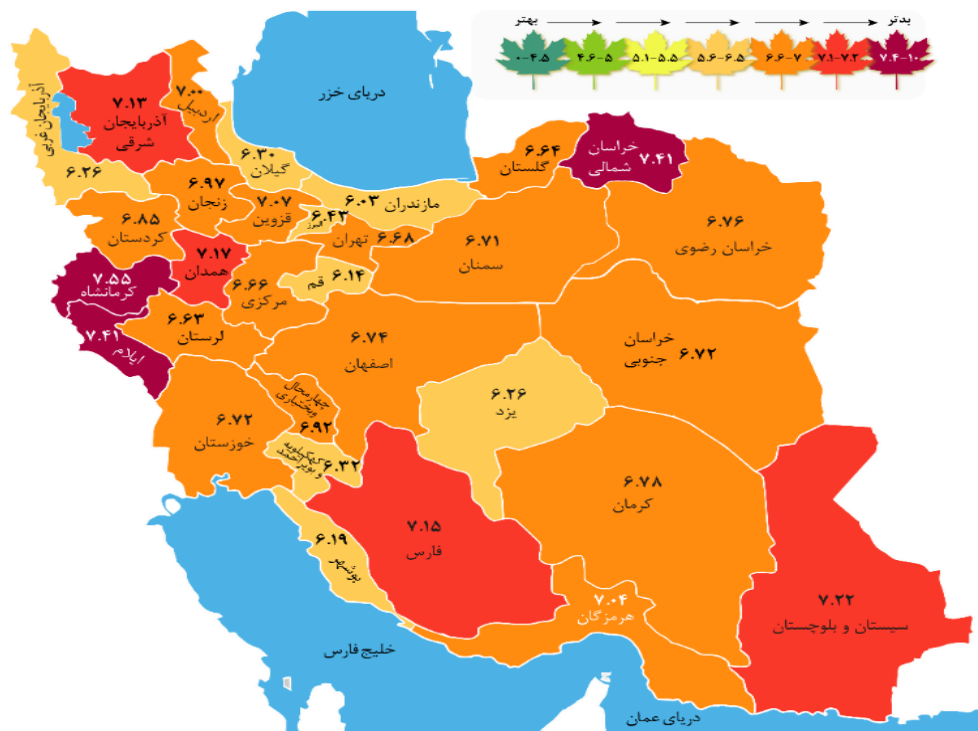 بهتر
بدتر
۰-۴.۵
۴.۶-۵
۵.۱-۵.۵
۵.۶-۶.۵
۶.۶-۷
۷.۱-۷.۳
۷.۴-۱۰
دریای خزر
آذربایجان غربی
۶.۲۶
۷.۱۳
آذربایجان
شرقی
۷.۰۰
اردبیل
۶.۳۰
گیلان
۶.۶۴
گلستان
خراسان
شمالی
۷.۴۱
۶.۷۶
خراسان رضوی
۶.۰۳ مازندران
۶.۹۷
زنجان
۷.۰۷
قزوین
۶.۴۳
البرز
تهران ۶.۶۸
۶.۷۱
سمنان
۶.۸۵
کردستان
۷.۱۷
همدان
۶.۶۶
مرکزی
قم ۶.۱۴
۷.۵۵
کرمانشاه
۷.۴۱
ایلام
۶.۶۳
لرستان
۶.۷۴
اصفهان
خراسان
جنوبی
۶.۷۲
۶.۲۶
یزد
چهارمحال
وبختیاری
۶.۹۲
۶.۷۲
خوزستان
کهکیلویه
و بویراحمد
۶.۳۲
۶.۷۸
کرمان
۷.۱۵
فارس
۶.۱۹
بوشهر
۷.۰۴
هرمزگان
۷.۲۲
سیستان و بلوچستان
خلیج فارس
دریای عمان